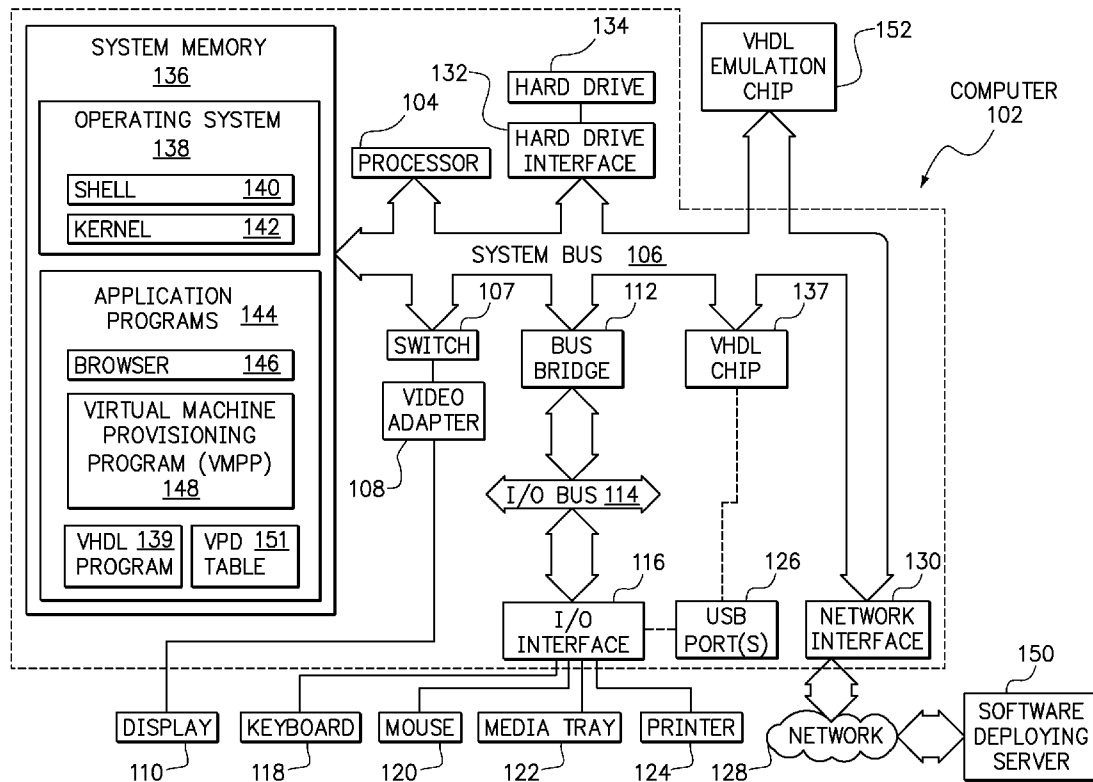 SYSTEM MEMORY
136
OPERATING SYSTEM
138
SHELL 140
KERNEL 142
APPLICATION
PROGRAMS 144
BROWSER 146
VIRTUAL MACHINE
PROVISIONING
PROGRAM (VMPP)
148
VHDL 139
PROGRAM
VPD 151
TABLE
134
HARD DRIVE
132
HARD DRIVE
INTERFACE
104
PROCESSOR
VHDL
EMULATION
CHIP
152
COMPUTER
102
SYSTEM BUS 106
107
SWITCH
VIDEO
ADAPTER
108
112
BUS
BRIDGE
137
VHDL
CHIP
I/O BUS 114
116
I/O
INTERFACE
126
USB
PORT(S)
130
NETWORK
INTERFACE
DISPLAY
110
KEYBOARD
118
MOUSE
120
MEDIA TRAY
122
PRINTER
124
NETWORK
128
150
SOFTWARE
DEPLOYING
SERVER